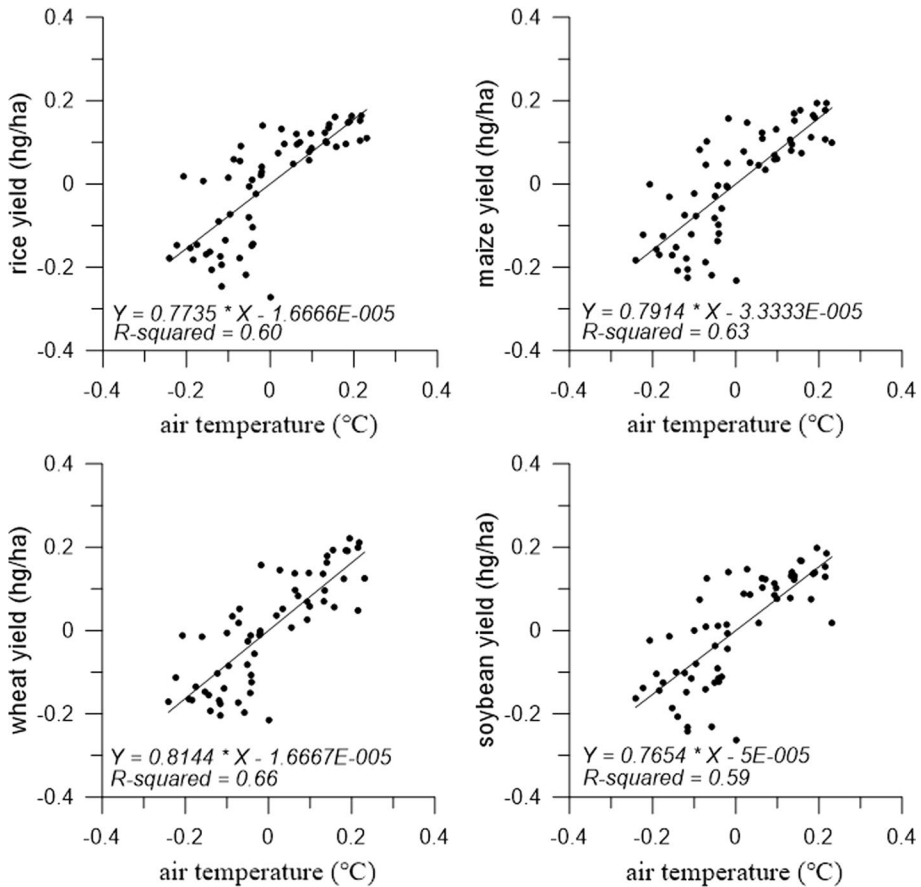 0.4
0.2
0
-0.2
-0.4
rice yield (hg/ha)
Y = 0.7735 * X - 1.6666E-005
R-squared = 0.60
-0.4 -0.2 0 0.2 0.4
air temperature (°C)
0.4
0.2
0
-0.2
-0.4
maize yield (hg/ha)
Y = 0.7914 * X - 3.3333E-005
R-squared = 0.63
-0.4 -0.2 0 0.2 0.4
air temperature (°C)
0.4
0.2
0
-0.2
-0.4
wheat yield (hg/ha)
Y = 0.8144 * X - 1.6667E-005
R-squared = 0.66
-0.4 -0.2 0 0.2 0.4
air temperature (°C)
0.4
0.2
0
-0.2
-0.4
soybean yield (hg/ha)
Y = 0.7654 * X - 5E-005
R-squared = 0.59
-0.4 -0.2 0 0.2 0.4
air temperature (°C)